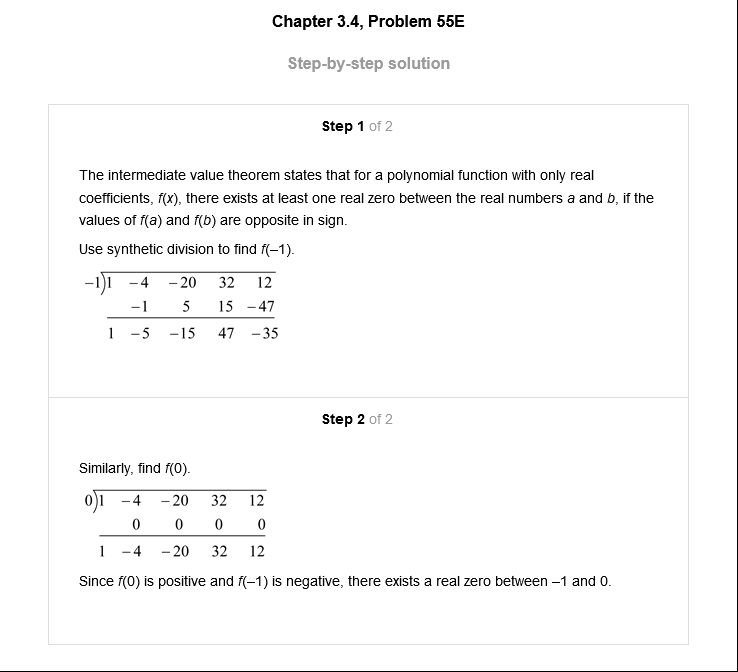 Chapter 3.4, Problem 55E
Step-by-step solution
Step 1 of 2
The intermediate value theorem states that for a polynomial function with only real
coefficients, f(x), there exists at least one real zero between the real numbers a and b, if the
values of f(a) and f(b) are opposite in sign.
Use synthetic division to find f(–1).
−1)1 −4 −20 32 12
−1 5 15 −47
1 −5 −15 47 −35
Step 2 of 2
Similarly, find f(0).
0)1 −4 −20 32 12
0 0 0 0
1 −4 −20 32 12
Since f(0) is positive and f(–1) is negative, there exists a real zero between –1 and 0.